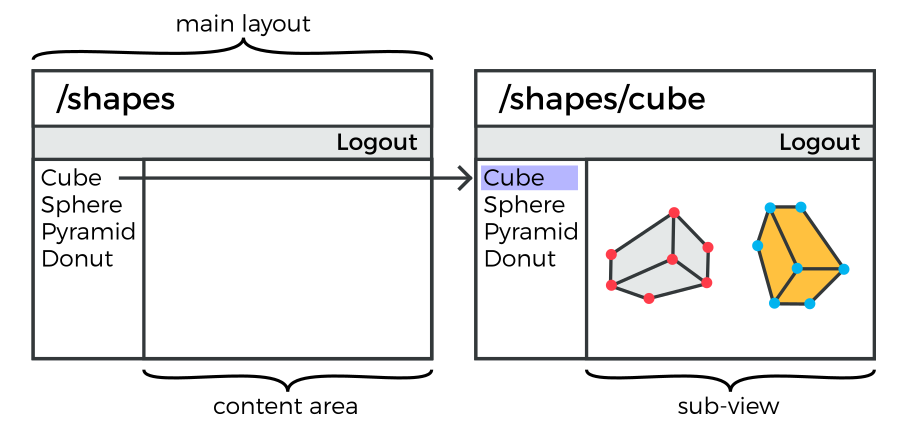 main layout
/shapes
Logout
Cube
Sphere
Pyramid
Donut
content area
/shapes/cube
Logout
Cube
Sphere
Pyramid
Donut
sub-view